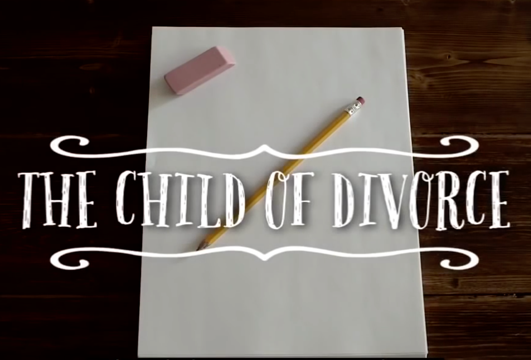 THE CHILD OF DIVORCE